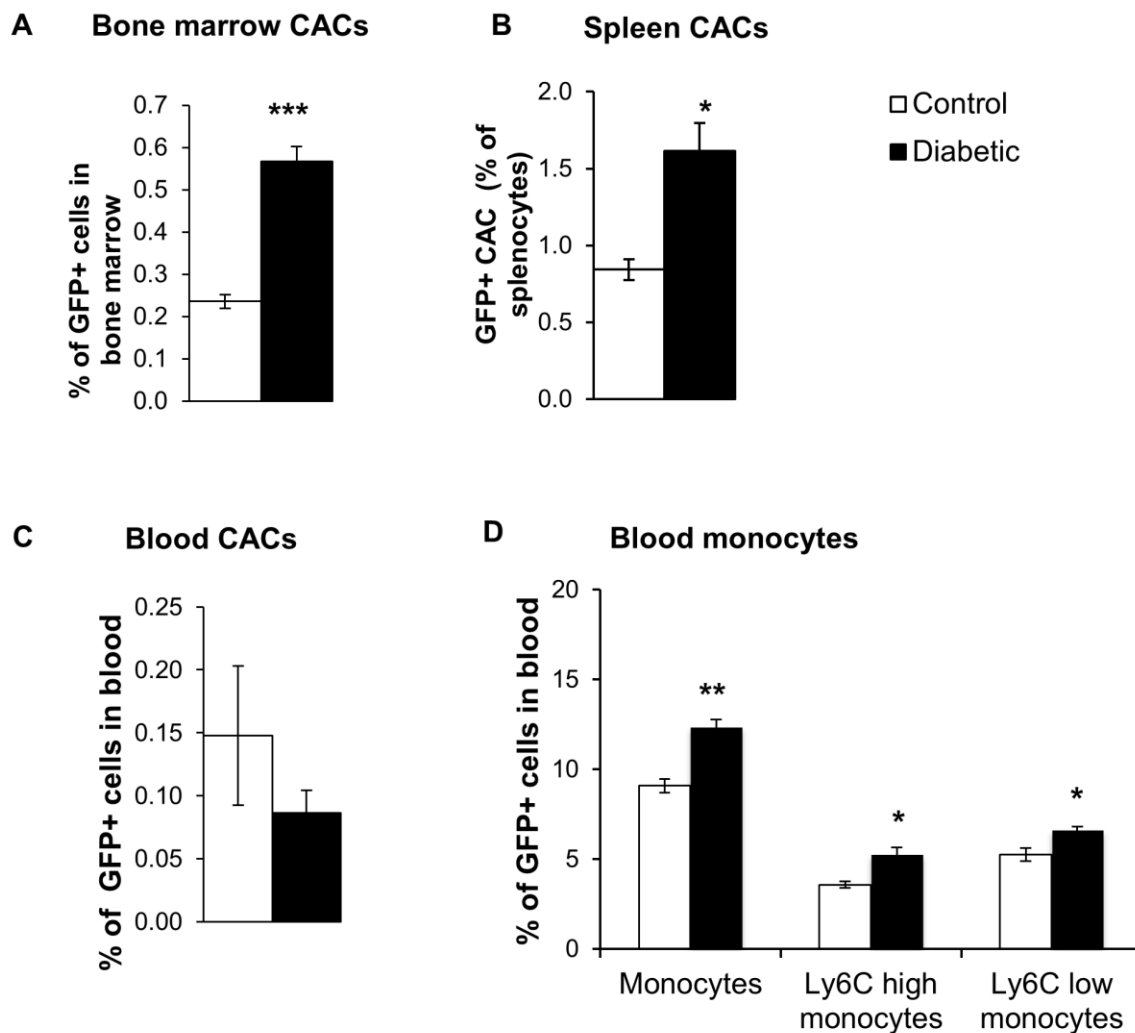 A Bone marrow CACs
% of GFP+ cells in
bone marrow
0.7
0.6
0.5
0.4
0.3
0.2
0.1
0.0
***
B Spleen CACs
GFP+ CAC (% of
splenocytes)
2.0
1.5
1.0
0.5
0.0
*
Control
Diabetic
C Blood CACs
% of GFP+ cells in blood
0.25
0.20
0.15
0.10
0.05
0.00
D Blood monocytes
% of GFP+ cells in blood
20
15
10
5
0
**
*
*
Monocytes
Ly6C high
monocytes
Ly6C low
monocytes